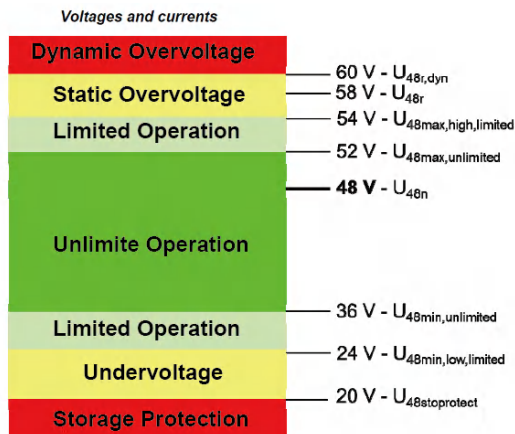 Voltages and currents
Dynamic Overvoltage
60 V - U48r,dyn
Static Overvoltage
58 V - U48r
54 V - U48max,high,limited
Limited Operation
52 V - U48max,unlimited
48 V - U48n
Unlimite Operation
36 V - U48min,unlimited
Limited Operation
24 V - U48min,low,limited
Undervoltage
20 V - U48stoprotect
Storage Protection